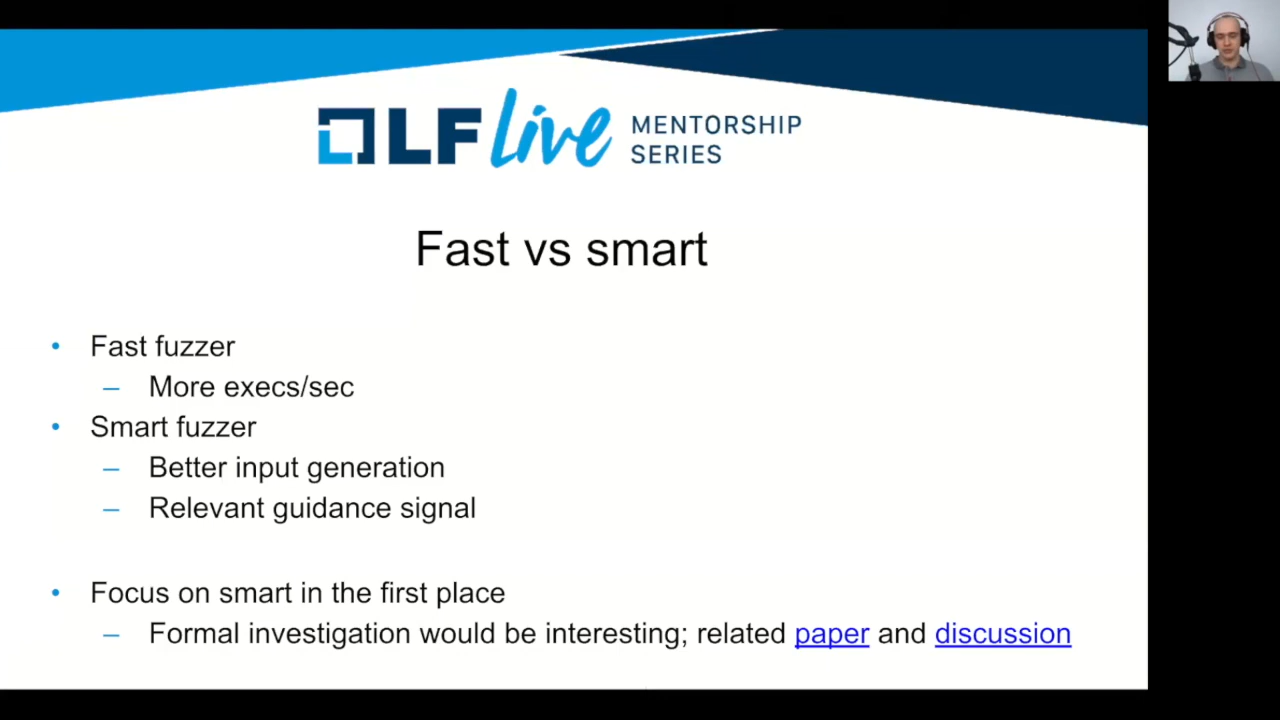 LF live MENTORSHIP
SERIES
Fast vs smart
• Fast fuzzer
– More execs/sec
• Smart fuzzer
– Better input generation
– Relevant guidance signal
• Focus on smart in the first place
– Formal investigation would be interesting; related paper and discussion